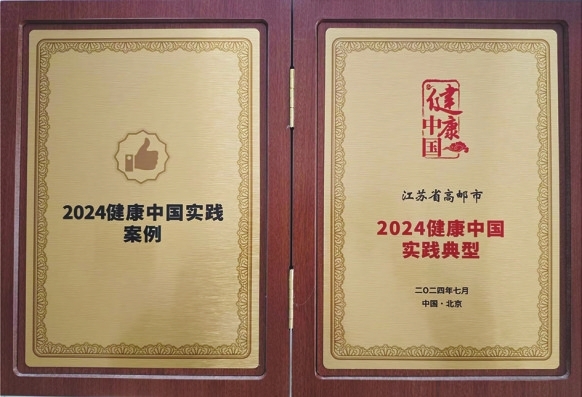 2024健康中国实践
案例
健康
中国
江苏省高邮市
2024健康中国
实践典型
二〇二四年七月
中国·北京